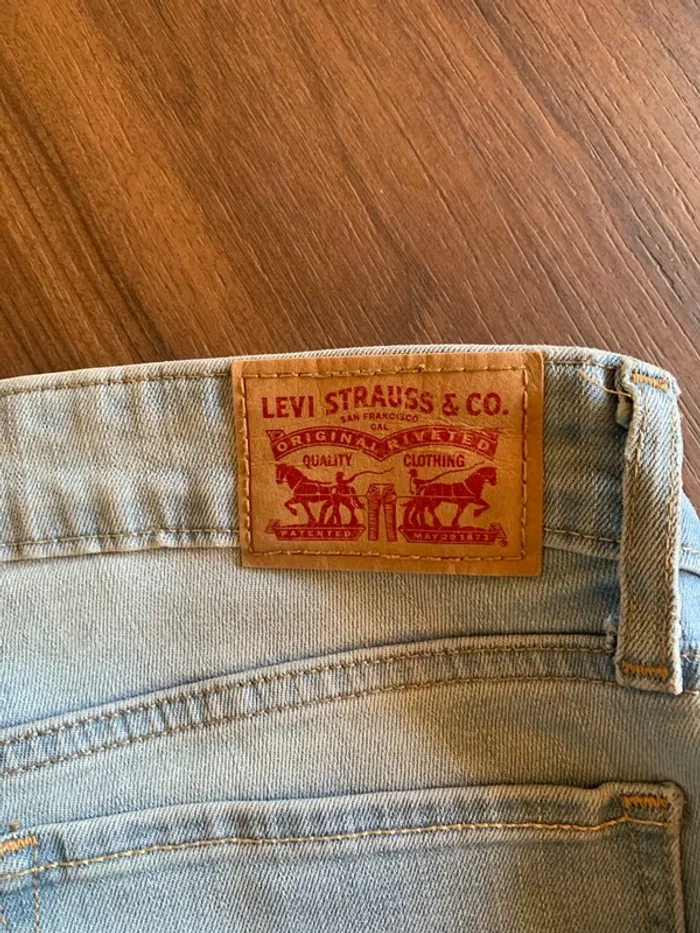 LEVI STRAUSS & CO.
SAN FRANCISCO
CAL
ORIGINAL RIVETED
QUALITY CLOTHING
PATENTED MAY 20 1873
®